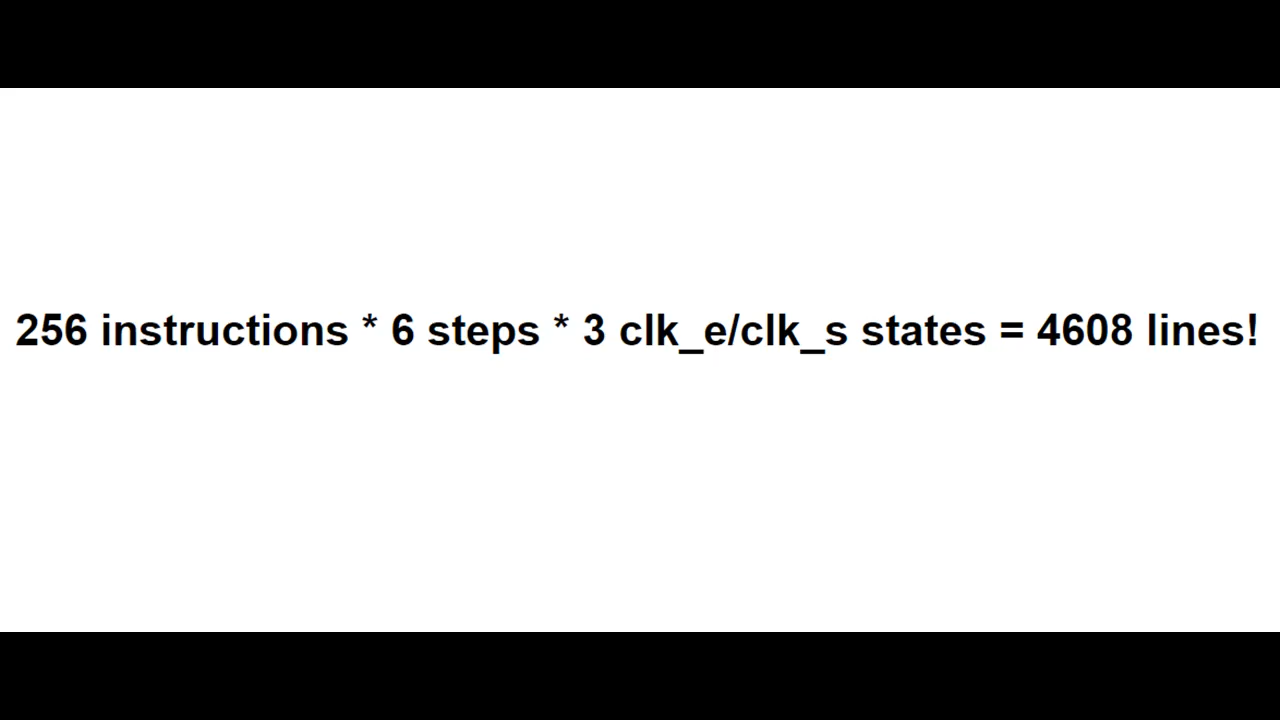 256 instructions * 6 steps * 3 clk_e/clk_s states = 4608 lines!